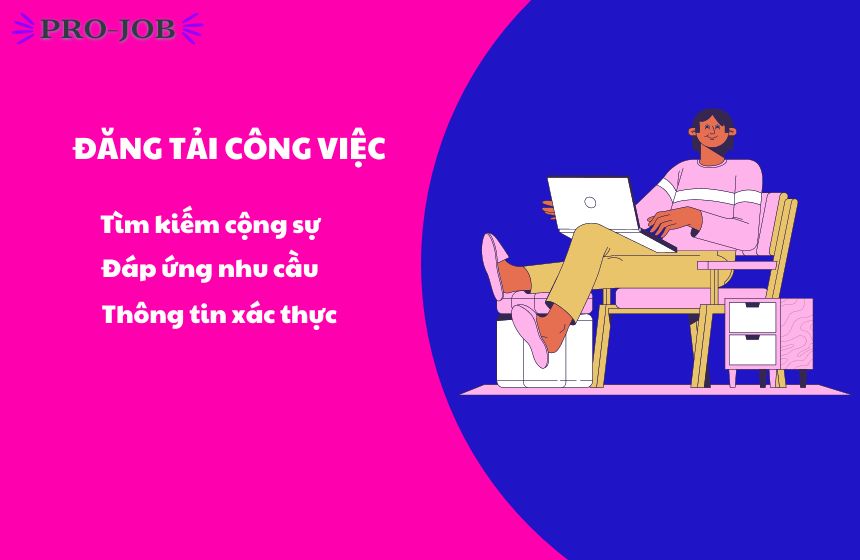 PRO-JOB
ĐĂNG TẢI CÔNG VIỆC
Tìm kiếm cộng sự
Đáp ứng nhu cầu
Thông tin xác thực